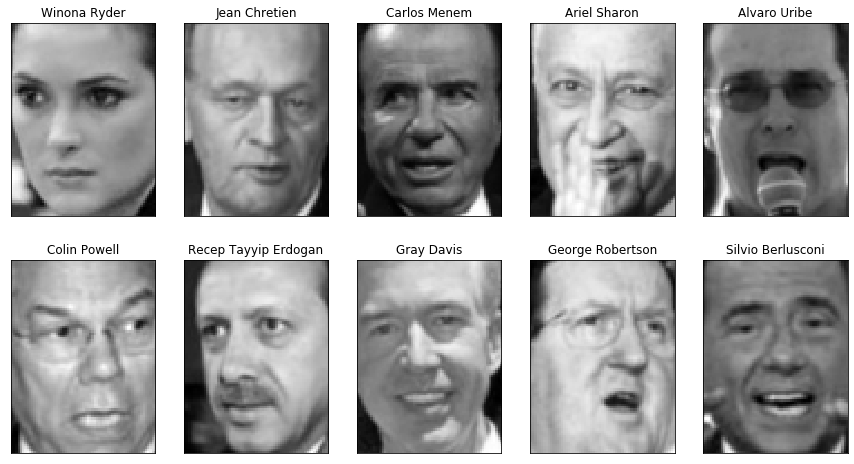 Winona Ryder
Jean Chretien
Carlos Menem
Ariel Sharon
Alvaro Uribe
Colin Powell
Recep Tayyip Erdogan
Gray Davis
George Robertson
Silvio Berlusconi